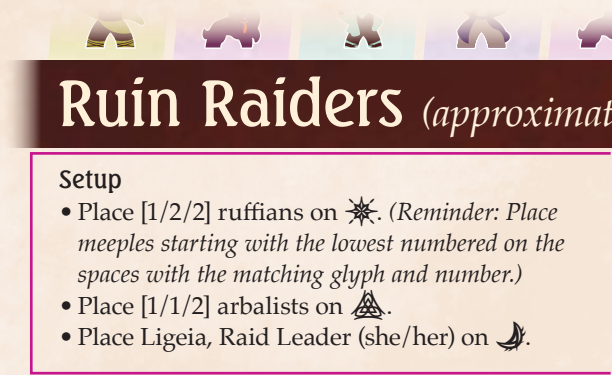 Ruin Raiders (approximat
Setup
• Place [1/2/2] ruffians on . (Reminder: Place
meeples starting with the lowest numbered on the
spaces with the matching glyph and number.)
• Place [1/1/2] arbalists on .
• Place Ligeia, Raid Leader (she/her) on .